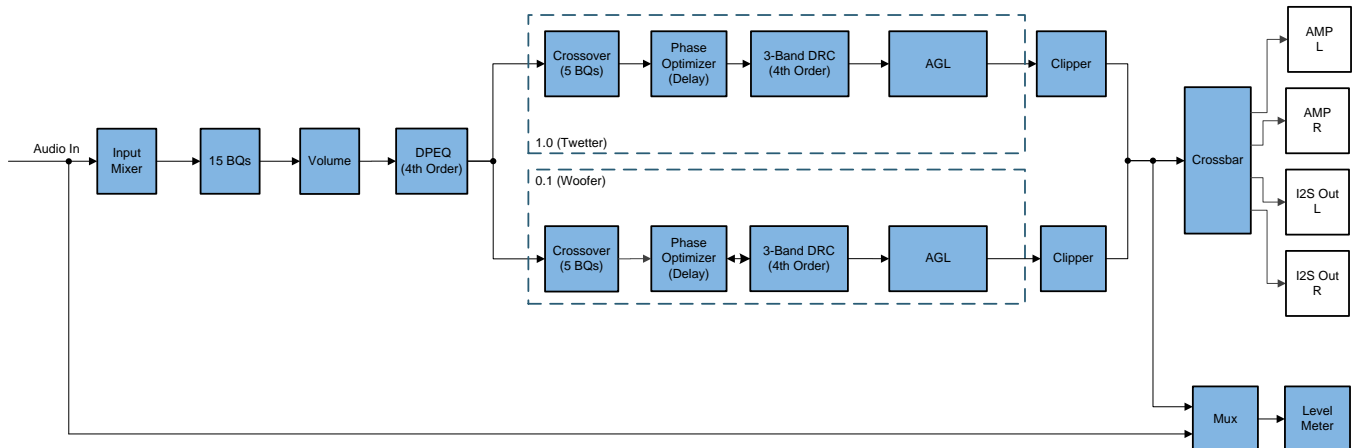 Audio In
Input
Mixer
15 BQs
Volume
DPEQ
(4th Order)
Crossover
(5 BQs)
Phase
Optimizer
(Delay)
3-Band DRC
(4th Order)
AGL
1.0 (Twetter)
Clipper
0.1 (Woofer)
Crossover
(5 BQs)
Phase
Optimizer
(Delay)
3-Band DRC
(4th Order)
AGL
Clipper
Crossbar
AMP
L
AMP
R
I2S Out
L
I2S Out
R
Mux
Level
Meter